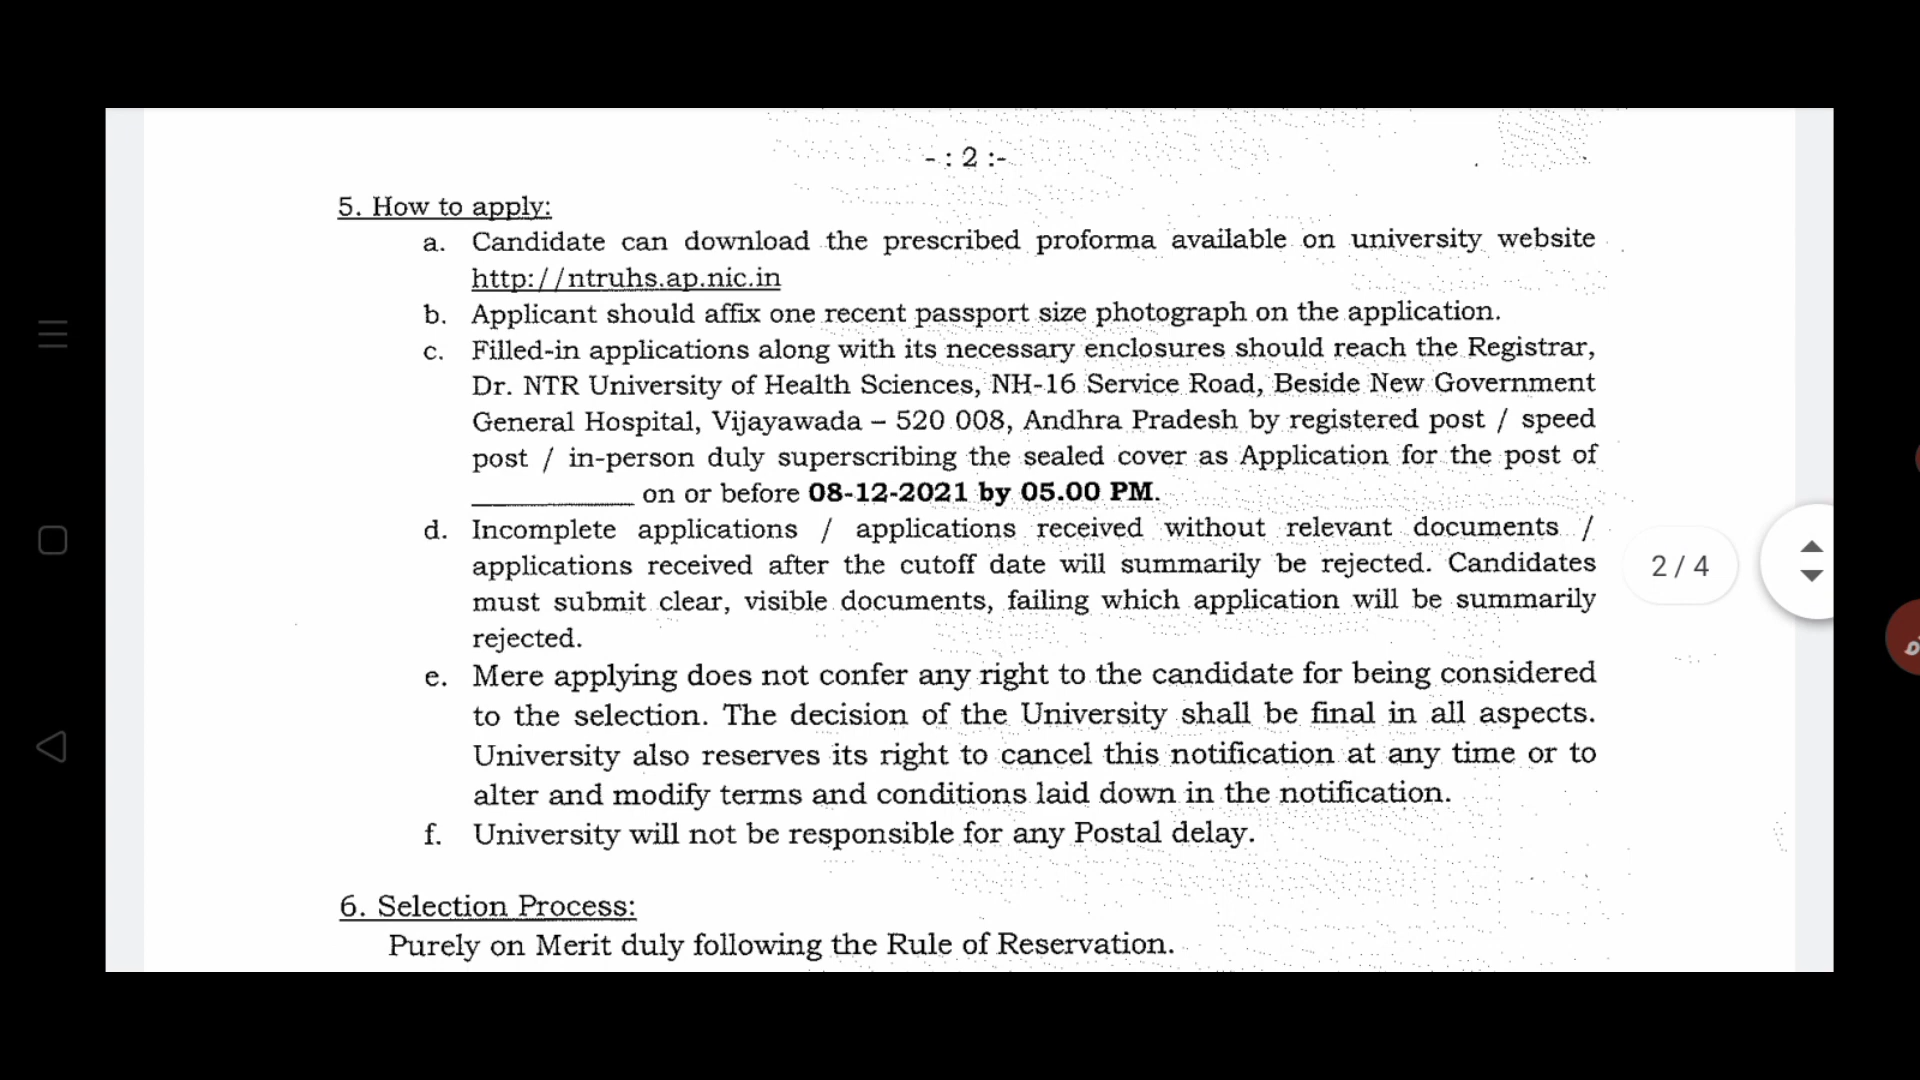 - : 2 :-
5. How to apply:
a. Candidate can download the prescribed proforma available on university website
http://ntruhs.ap.nic.in
b. Applicant should affix one recent passport size photograph on the application.
c. Filled-in applications along with its necessary enclosures should reach the Registrar,
Dr. NTR University of Health Sciences, NH-16 Service Road, Beside New Government
General Hospital, Vijayawada – 520 008, Andhra Pradesh by registered post / speed
post / in-person duly superscribing the sealed cover as Application for the post of
____________ on or before 08-12-2021 by 05.00 PM.
d. Incomplete applications / applications received without relevant documents /
applications received after the cutoff date will summarily be rejected. Candidates
must submit clear, visible documents, failing which application will be summarily
rejected.
e. Mere applying does not confer any right to the candidate for being considered
to the selection. The decision of the University shall be final in all aspects.
University also reserves its right to cancel this notification at any time or to
alter and modify terms and conditions laid down in the notification.
f. University will not be responsible for any Postal delay.
6. Selection Process:
Purely on Merit duly following the Rule of Reservation.
2 / 4